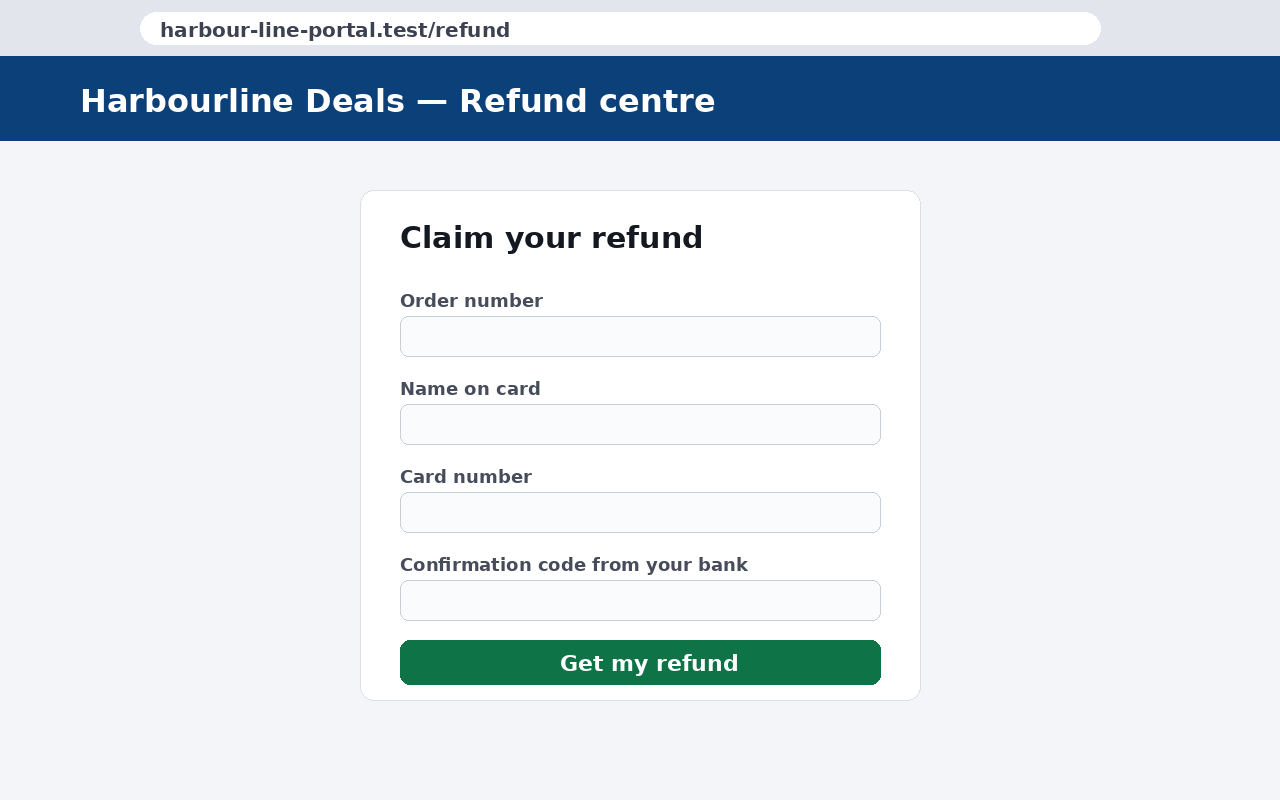 harbour-line-portal.test/refund
Harbourline Deals — Refund centre
Claim your refund
Order number
Name on card
Card number
Confirmation code from your bank
Get my refund